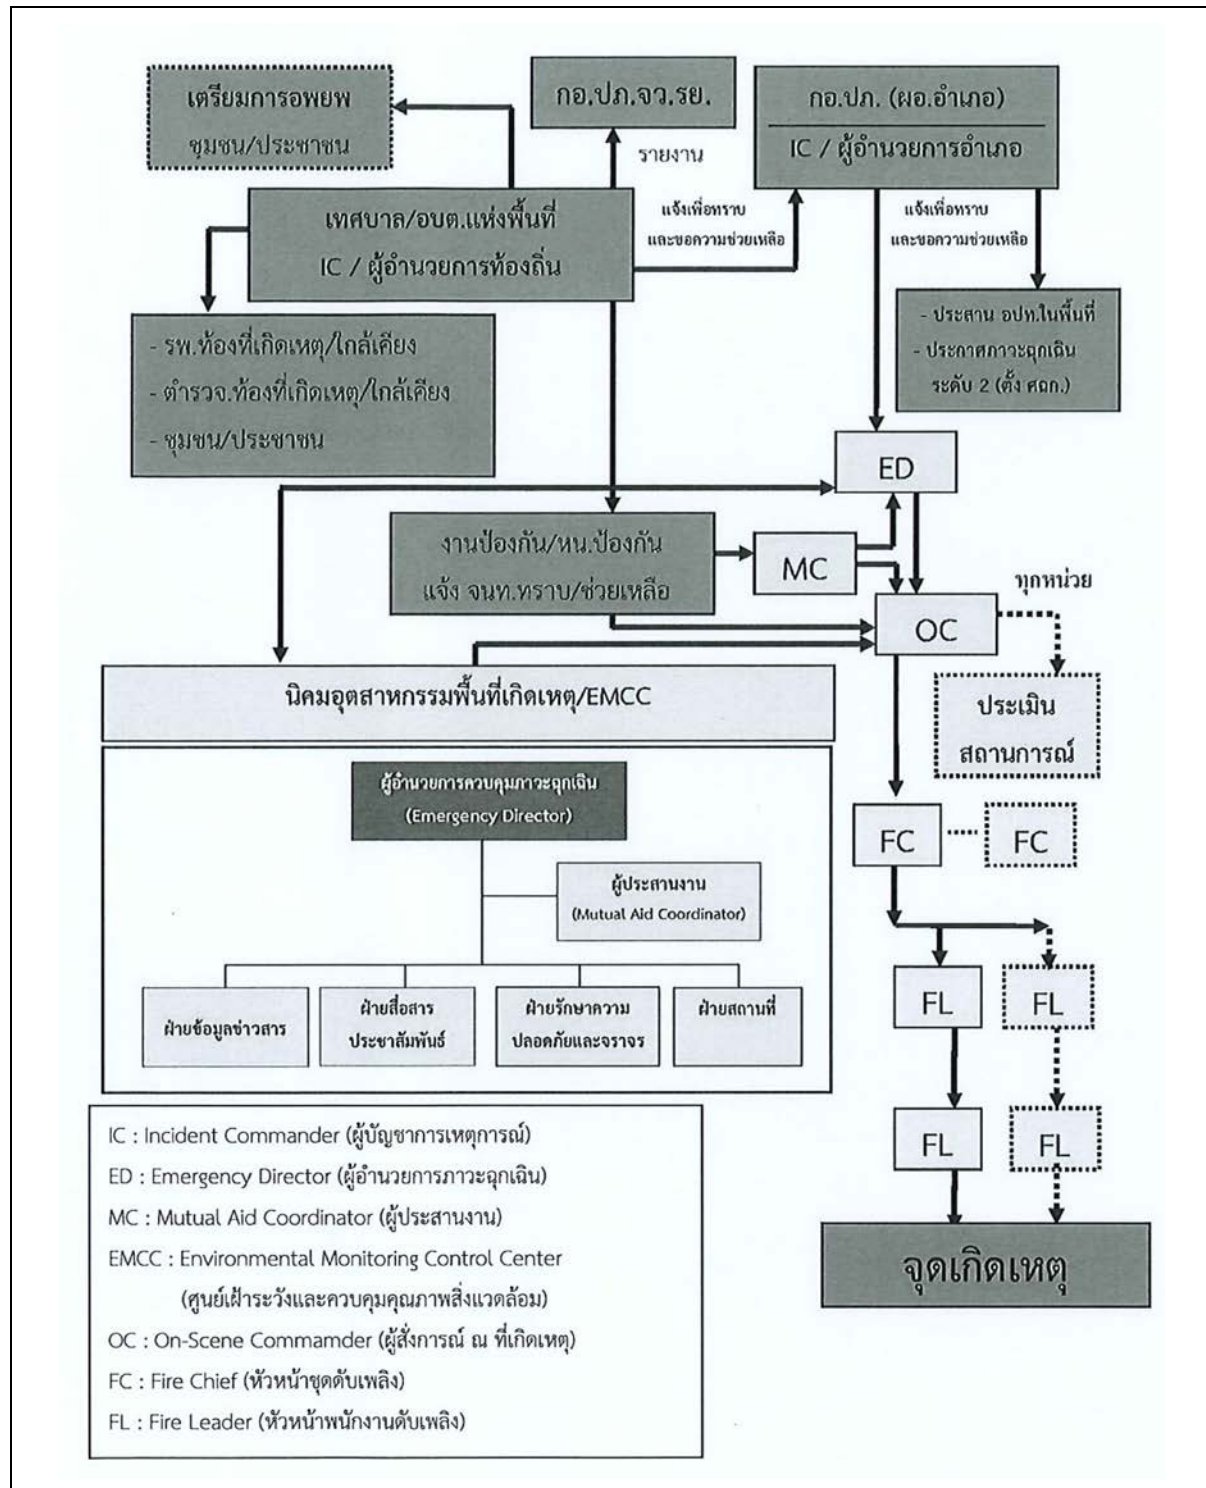 เตรียมการอพยพ
ชุมชน/ประชาชน
กอ.ปภ.จว.รย.
กอ.ปภ. (ผอ.อำเภอ)
IC / ผู้อำนวยการอำเภอ
รายงาน
เทศบาล/อบต.แห่งพื้นที่
IC / ผู้อำนวยการท้องถิ่น
แจ้งเพื่อทราบ
และขอความช่วยเหลือ
แจ้งเพื่อทราบ
และขอความช่วยเหลือ
- รพ.ท้องที่เกิดเหตุ/ใกล้เคียง
- ตำรวจ.ท้องที่เกิดเหตุ/ใกล้เคียง
- ชุมชน/ประชาชน
- ประสาน อปท.ในพื้นที่
- ประกาศภาวะฉุกเฉิน
ระดับ 2 (ตั้ง ศฉก.)
ED
งานป้องกัน/หน.ป้องกัน
แจ้ง จนท.ทราบ/ช่วยเหลือ
MC
OC
ทุกหน่วย
ประเมิน
สถานการณ์
นิคมอุตสาหกรรมพื้นที่เกิดเหตุ/EMCC
ผู้อำนวยการควบคุมภาวะฉุกเฉิน
(Emergency Director)
ผู้ประสานงาน
(Mutual Aid Coordinator)
ฝ่ายข้อมูลข่าวสาร
ฝ่ายสื่อสาร
ประชาสัมพันธ์
ฝ่ายรักษาความ
ปลอดภัยและจราจร
ฝ่ายสถานที่
FC
FC
FL
FL
FL
FL
จุดเกิดเหตุ
IC : Incident Commander (ผู้บัญชาการเหตุการณ์)
ED : Emergency Director (ผู้อำนวยการภาวะฉุกเฉิน)
MC : Mutual Aid Coordinator (ผู้ประสานงาน)
EMCC : Environmental Monitoring Control Center
(ศูนย์เฝ้าระวังและควบคุมคุณภาพสิ่งแวดล้อม)
OC : On-Scene Commamder (ผู้สั่งการณ์ ณ ที่เกิดเหตุ)
FC : Fire Chief (หัวหน้าชุดดับเพลิง)
FL : Fire Leader (หัวหน้าพนักงานดับเพลิง)